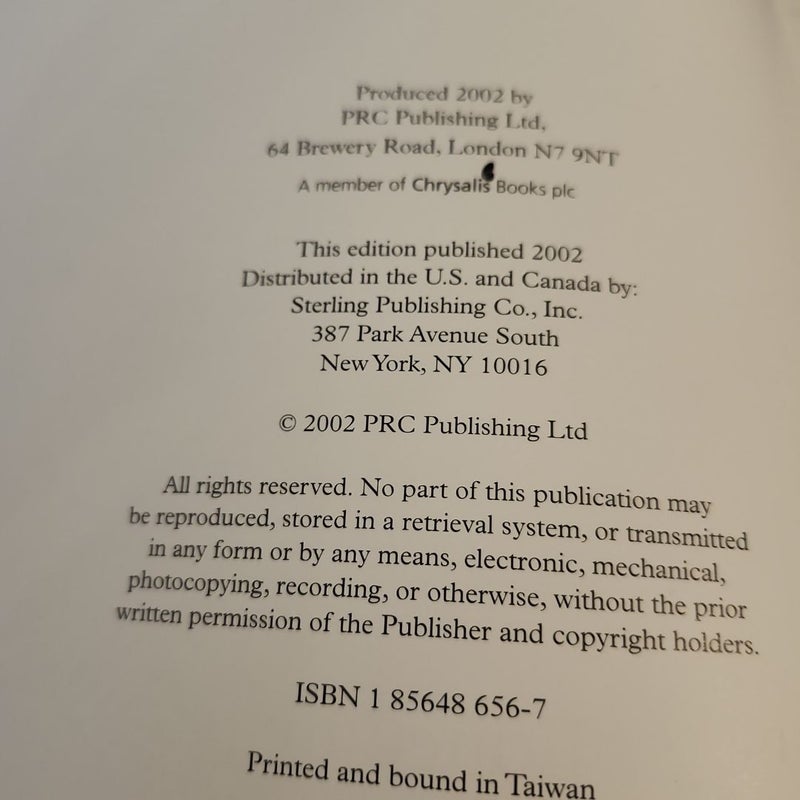 Produced 2002 by
PRC Publishing Ltd,
64 Brewery Road, London N7 9NT
A member of Chrysalis Books plc
This edition published 2002
Distributed in the U.S. and Canada by:
Sterling Publishing Co., Inc.
387 Park Avenue South
New York, NY 10016
© 2002 PRC Publishing Ltd
All rights reserved. No part of this publication may
be reproduced, stored in a retrieval system, or transmitted
in any form or by any means, electronic, mechanical,
photocopying, recording, or otherwise, without the prior
written permission of the Publisher and copyright holders.
ISBN 1 85648 656-7
Printed and bound in Taiwan